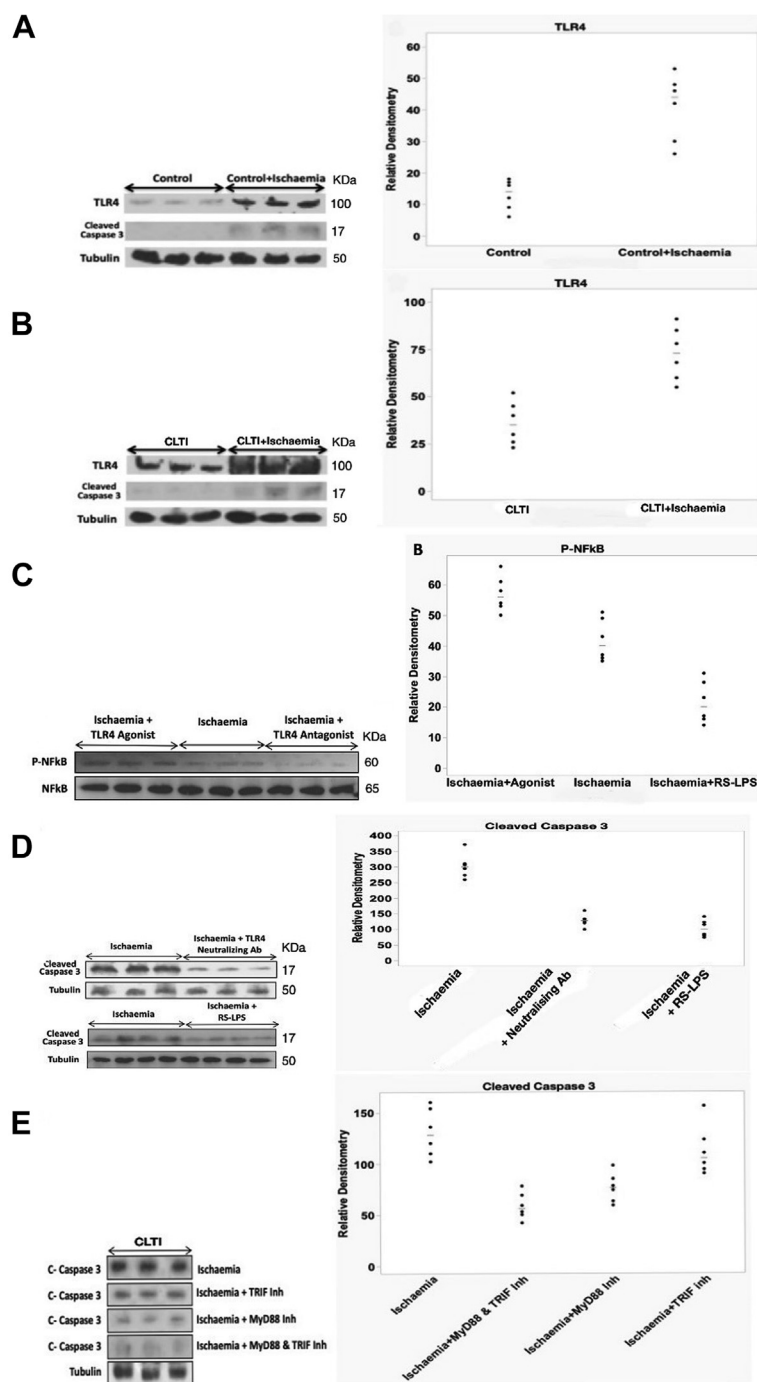 A
Control
Control+Ischaemia
KDa
TLR4
100
Cleaved
Caspase 3
17
Tubulin
50
TLR4
Relative Densitometry
60
50
40
30
20
10
0
Control
Control+Ischaemia
B
CLTI
CLTI+Ischaemia
KDa
TLR4
100
Cleaved
Caspase 3
17
Tubulin
50
TLR4
Relative Densitometry
100
75
50
25
0
CLTI
CLTI+Ischaemia
C
Ischaemia +
TLR4 Agonist
Ischaemia
Ischaemia +
TLR4 Antagonist
KDa
P-NFkB
60
NFkB
65
B
P-NFkB
Relative Densitometry
60
50
40
30
20
10
0
Ischaemia+Agonist
Ischaemia
Ischaemia+RS-LPS
D
Ischaemia
Ischaemia + TLR4
Neutralizing Ab
KDa
Cleaved
Caspase 3
17
Tubulin
50
Ischaemia
Ischaemia +
RS-LPS
Cleaved
Caspase 3
17
Tubulin
50
Cleaved Caspase 3
Relative Densitometry
400
350
300
250
200
150
100
50
0
Ischaemia
Ischaemia
+ Neutralising Ab
Ischaemia
+ RS-LPS
E
CLTI
C- Caspase 3
Ischaemia
C- Caspase 3
Ischaemia + TRIF Inh
C- Caspase 3
Ischaemia + MyD88 Inh
C- Caspase 3
Ischaemia + MyD88 & TRIF Inh
Tubulin
Cleaved Caspase 3
Relative Densitometry
150
100
50
0
Ischaemia
Ischaemia+MyD88 & TRIF Inh
Ischaemia+MyD88 Inh
Ischaemia+TRIF inh